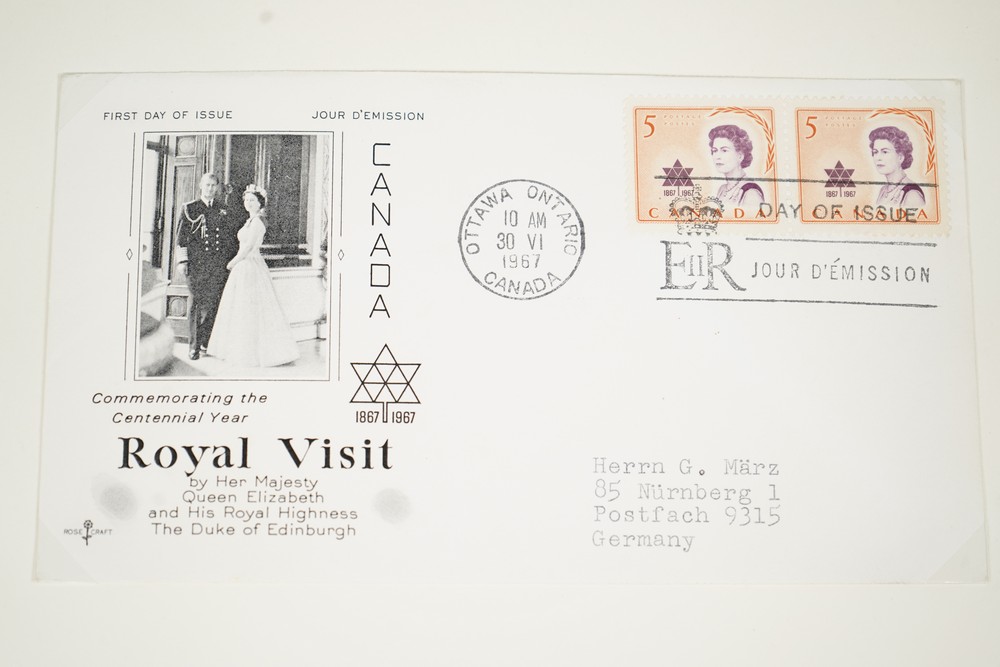 FIRST DAY OF ISSUE
JOUR D'EMISSION
CANADA
1867 1967
Commemorating the
Centennial Year
Royal Visit
by Her Majesty
Queen Elizabeth
and His Royal Highness
The Duke of Edinburgh
ROSE CRAFT
OTTAWA ONTARIO
10 AM
30 VI
1967
CANADA
5
1867 1967
CANADA
5
1867 1967
CANADA
DAY OF ISSUE
EIIR
JOUR D'ÉMISSION
Herrn G. März
85 Nürnberg 1
Postfach 9315
Germany